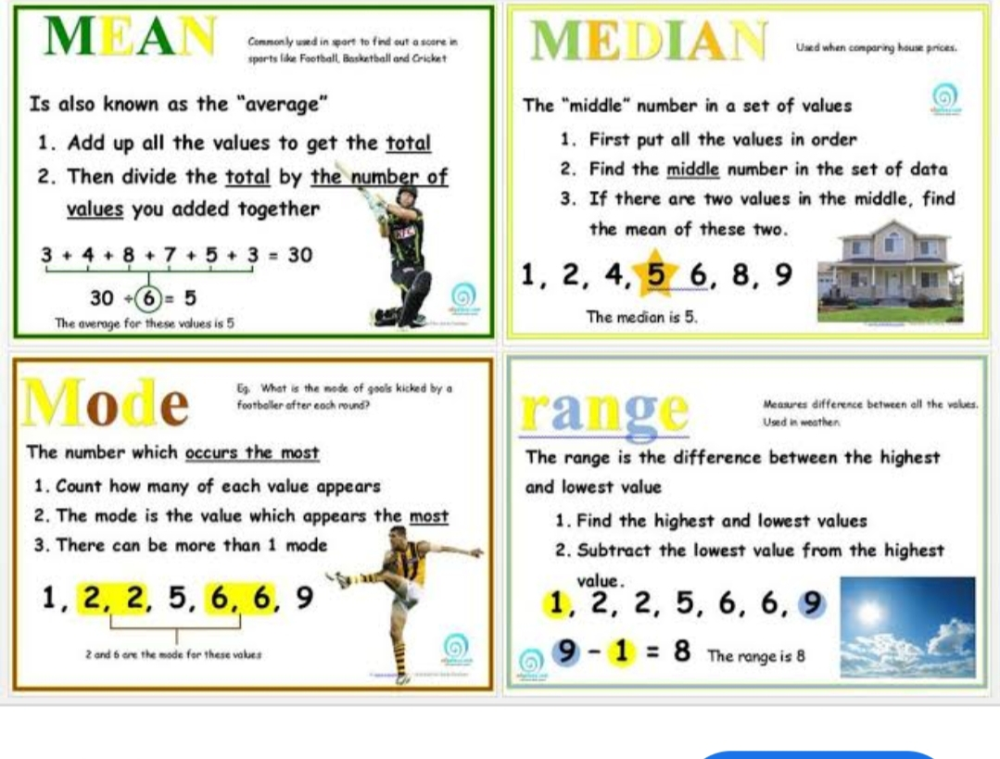 MEAN
Commonly used in sport to find out a score in
sports like Football, Basketball and Cricket
Is also known as the “average”
1. Add up all the values to get the total
2. Then divide the total by the number of
values you added together
3 + 4 + 8 + 7 + 5 + 3 = 30
30 ÷ 6 = 5
The average for these values is 5
MEDIAN
Used when comparing house prices.
The “middle” number in a set of values
1. First put all the values in order
2. Find the middle number in the set of data
3. If there are two values in the middle, find
the mean of these two.
1, 2, 4, 5 6, 8, 9
The median is 5.
Mode
Eg. What is the mode of goals kicked by a
footballer after each round?
The number which occurs the most
1. Count how many of each value appears
2. The mode is the value which appears the most
3. There can be more than 1 mode
1, 2, 2, 5, 6, 6, 9
2 and 6 are the mode for these values
range
Measures difference between all the values.
Used in weather.
The range is the difference between the highest
and lowest value
1. Find the highest and lowest values
2. Subtract the lowest value from the highest
value.
1, 2, 2, 5, 6, 6, 9
9 - 1 = 8 The range is 8